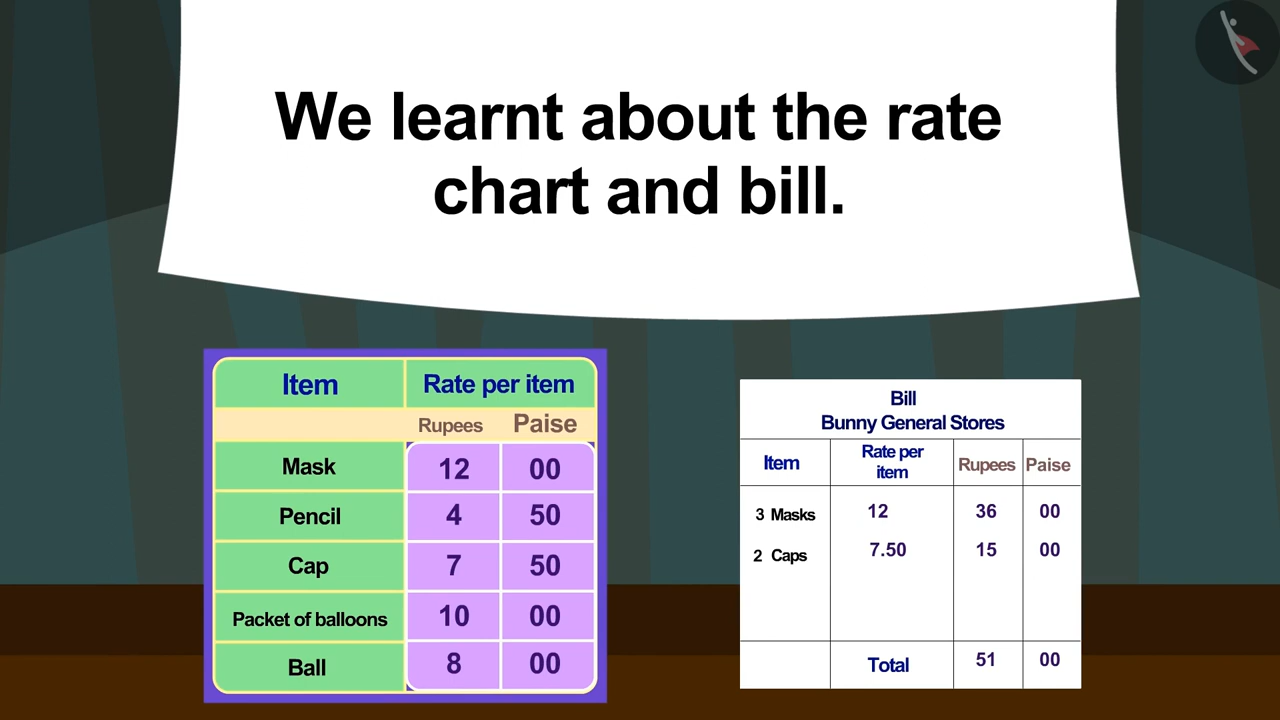 We learnt about the rate
chart and bill.
Item Rate per item
Rupees Paise
Mask 12 00
Pencil 4 50
Cap 7 50
Packet of balloons 10 00
Ball 8 00
Bill
Bunny General Stores
Item Rate per item Rupees Paise
3 Masks 12 36 00
2 Caps 7.50 15 00
Total 51 00